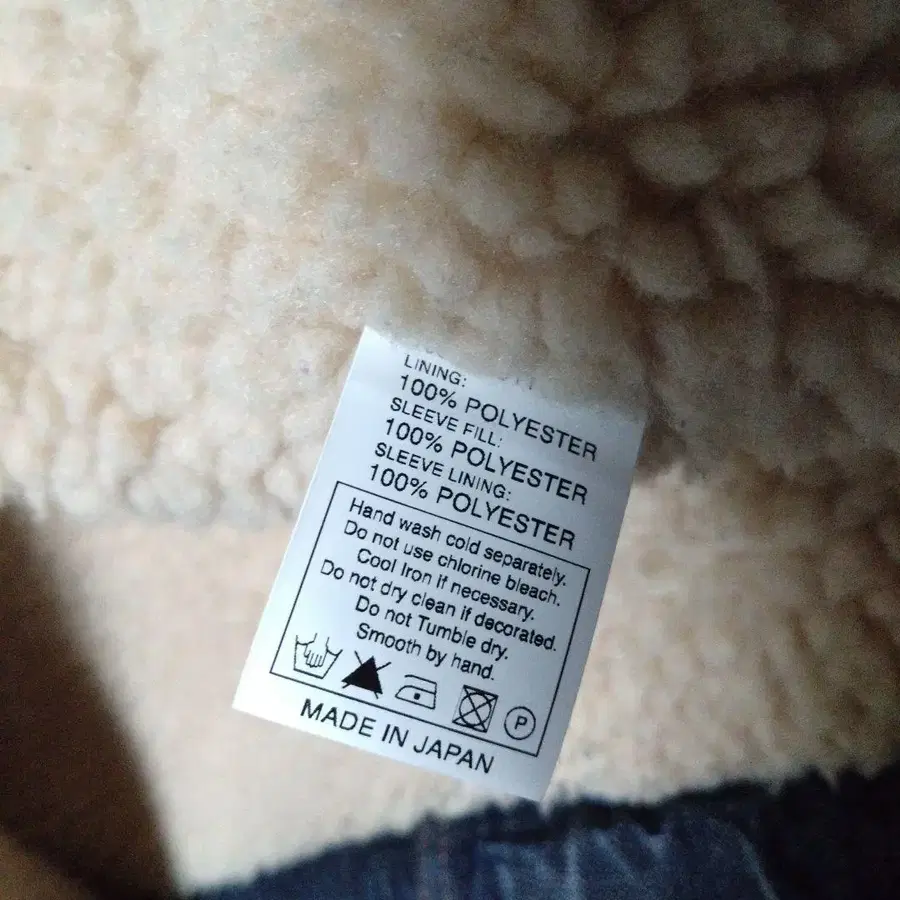 LINING:
100% POLYESTER
SLEEVE FILL:
100% POLYESTER
SLEEVE LINING:
100% POLYESTER
Hand wash cold separately.
Do not use chlorine bleach.
Cool Iron if necessary.
Do not dry clean if decorated.
Do not Tumble dry.
Smooth by hand.
P
MADE IN JAPAN